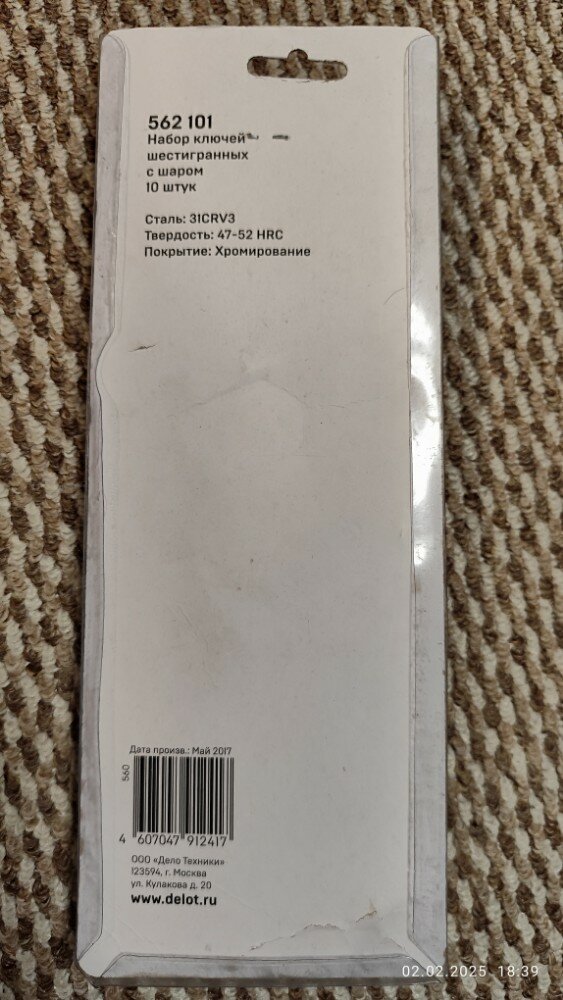 562 101
Набор ключей
шестигранных
с шаром
10 штук
Сталь: 31CRV3
Твердость: 47-52 HRC
Покрытие: Хромирование
Дата произв.: Май 2017
560
4 607047 912417
ООО «Дело Техники»
123594, г. Москва
ул. Кулакова д. 20
www.delot.ru
02.02.2025 18:39